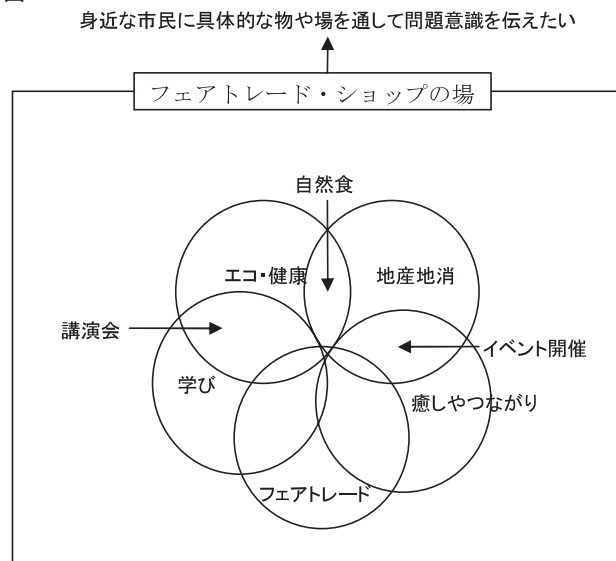 身近な市民に具体的な物や場を通して問題意識を伝えたい
フェアトレード・ショップの場
自然食
エコ・健康
地産地消
講演会
イベント開催
学び
癒しやつながり
フェアトレード